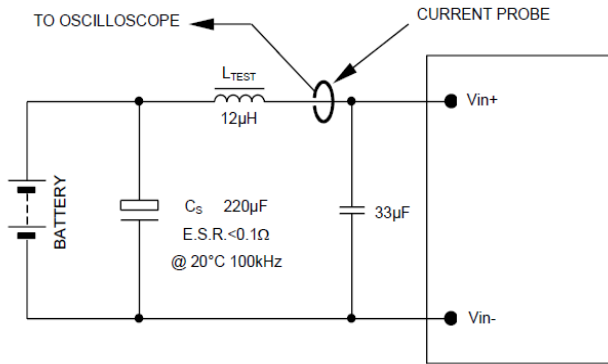 TO OSCILLOSCOPE
CURRENT PROBE
LTEST
12μH
Vin+
BATTERY
CS 220μF
E.S.R.<0.1Ω
@ 20°C 100kHz
33μF
Vin-